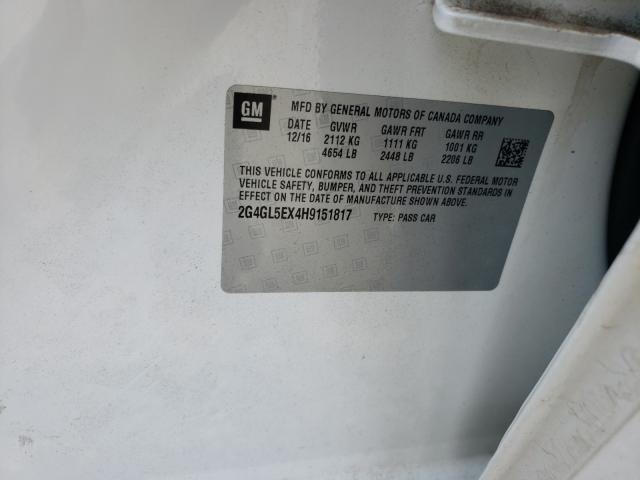 GM
MFD BY GENERAL MOTORS OF CANADA COMPANY
DATE GVWR GAWR FRT GAWR RR
12/16 2112 KG 1111 KG 1001 KG
4654 LB 2448 LB 2206 LB
THIS VEHICLE CONFORMS TO ALL APPLICABLE U.S. FEDERAL MOTOR
VEHICLE SAFETY, BUMPER, AND THEFT PREVENTION STANDARDS IN
EFFECT ON THE DATE OF MANUFACTURE SHOWN ABOVE.
2G4GL5EX4H9151817 TYPE: PASS CAR